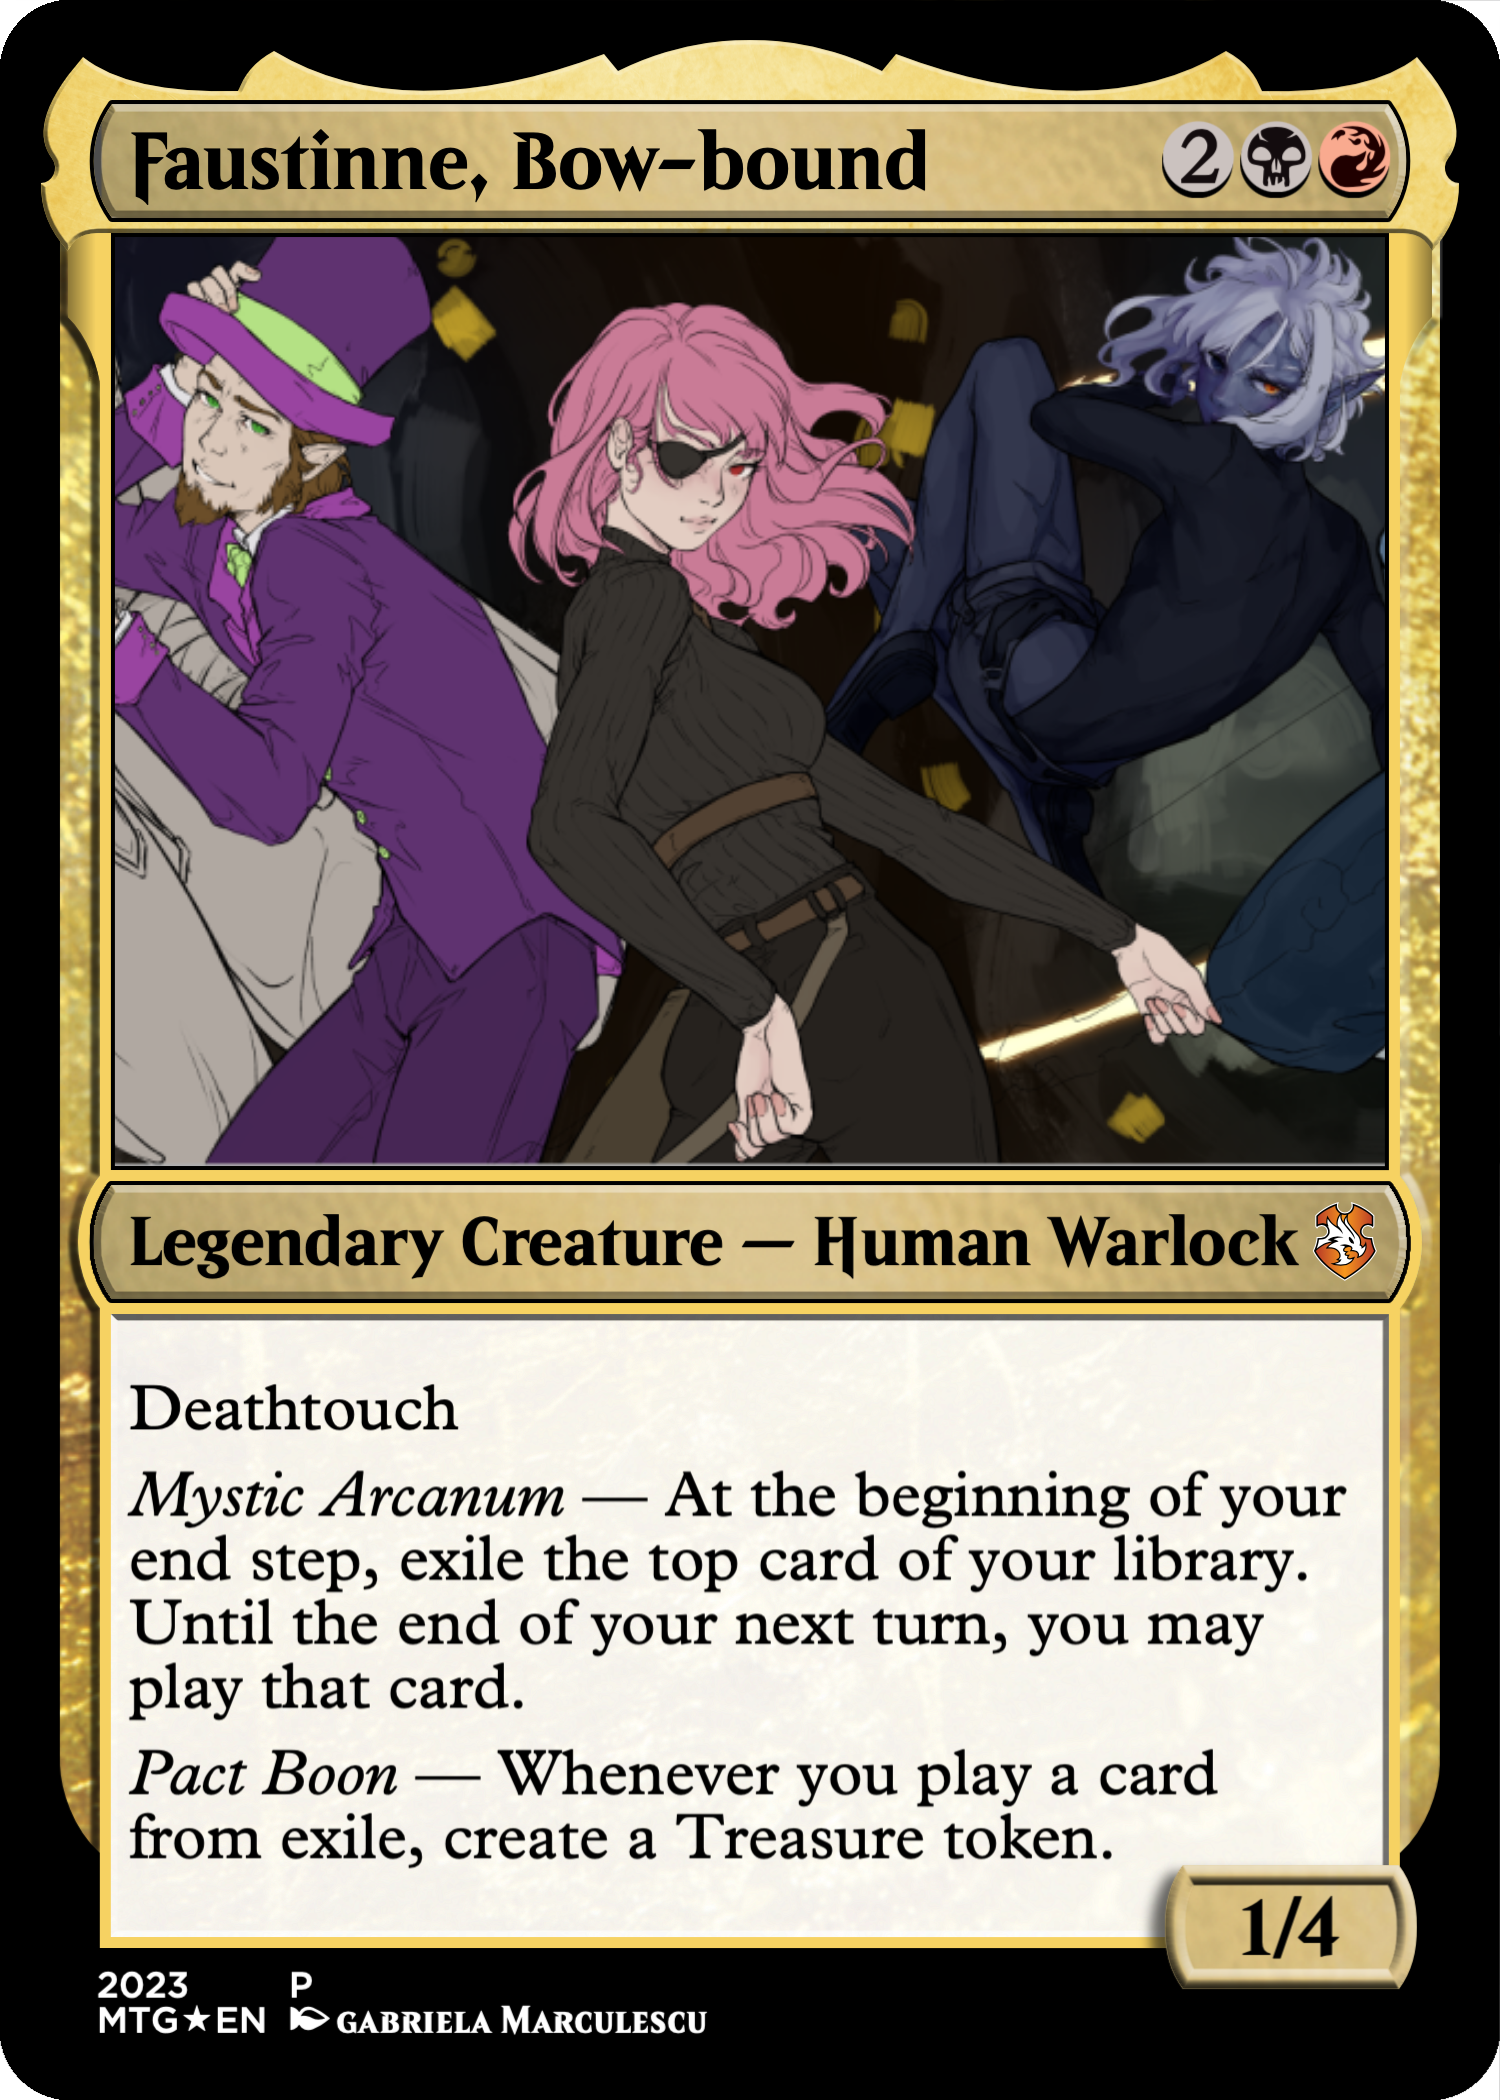 Faustinne, Bow-bound 2
Legendary Creature — Human Warlock
Deathtouch
Mystic Arcanum — At the beginning of your
end step, exile the top card of your library.
Until the end of your next turn, you may
play that card.
Pact Boon — Whenever you play a card
from exile, create a Treasure token.
1/4
2023 P
MTG★EN GABRIELA MARCULESCU